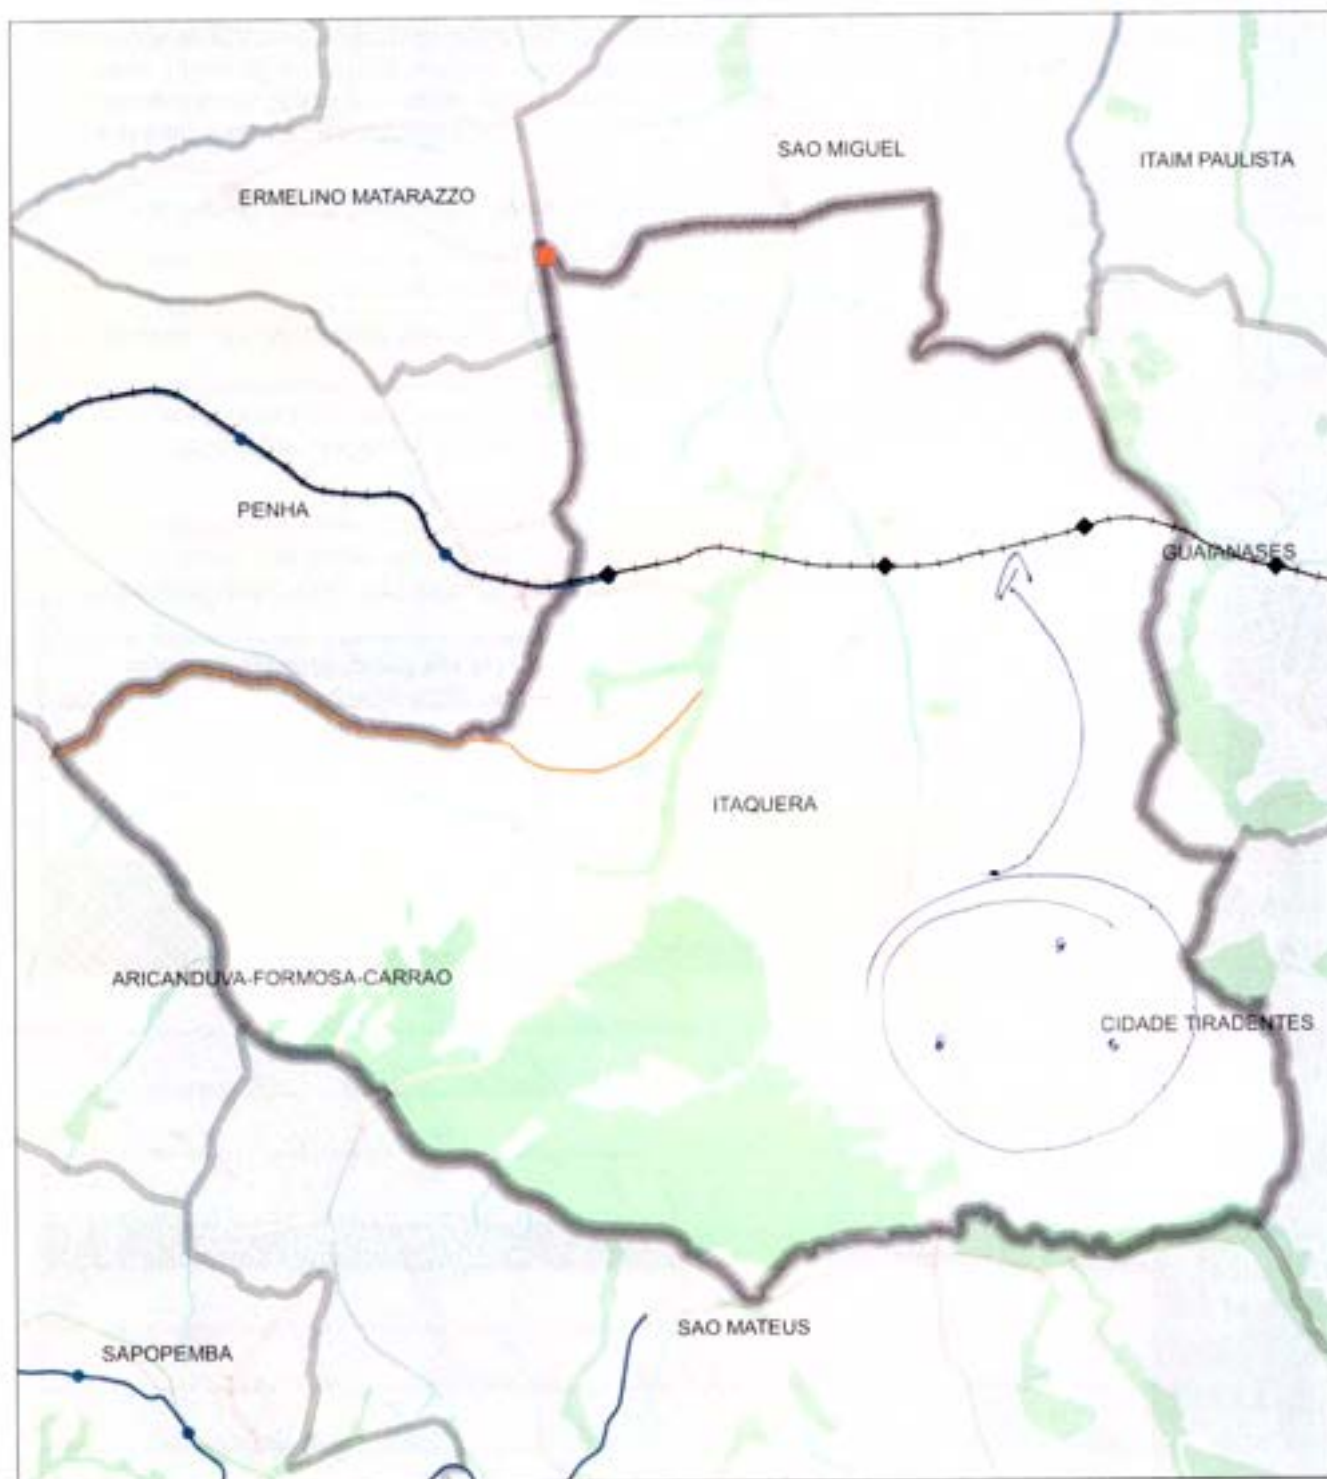 SAO MIGUEL
ITAIM PAULISTA
ERMELINO MATARAZZO
PENHA
GUAIANASES
ITAQUERA
ARICANDUVA-FORMOSA-CARRAO
CIDADE TIRADENTES
SAO MATEUS
SAPOPEMBA